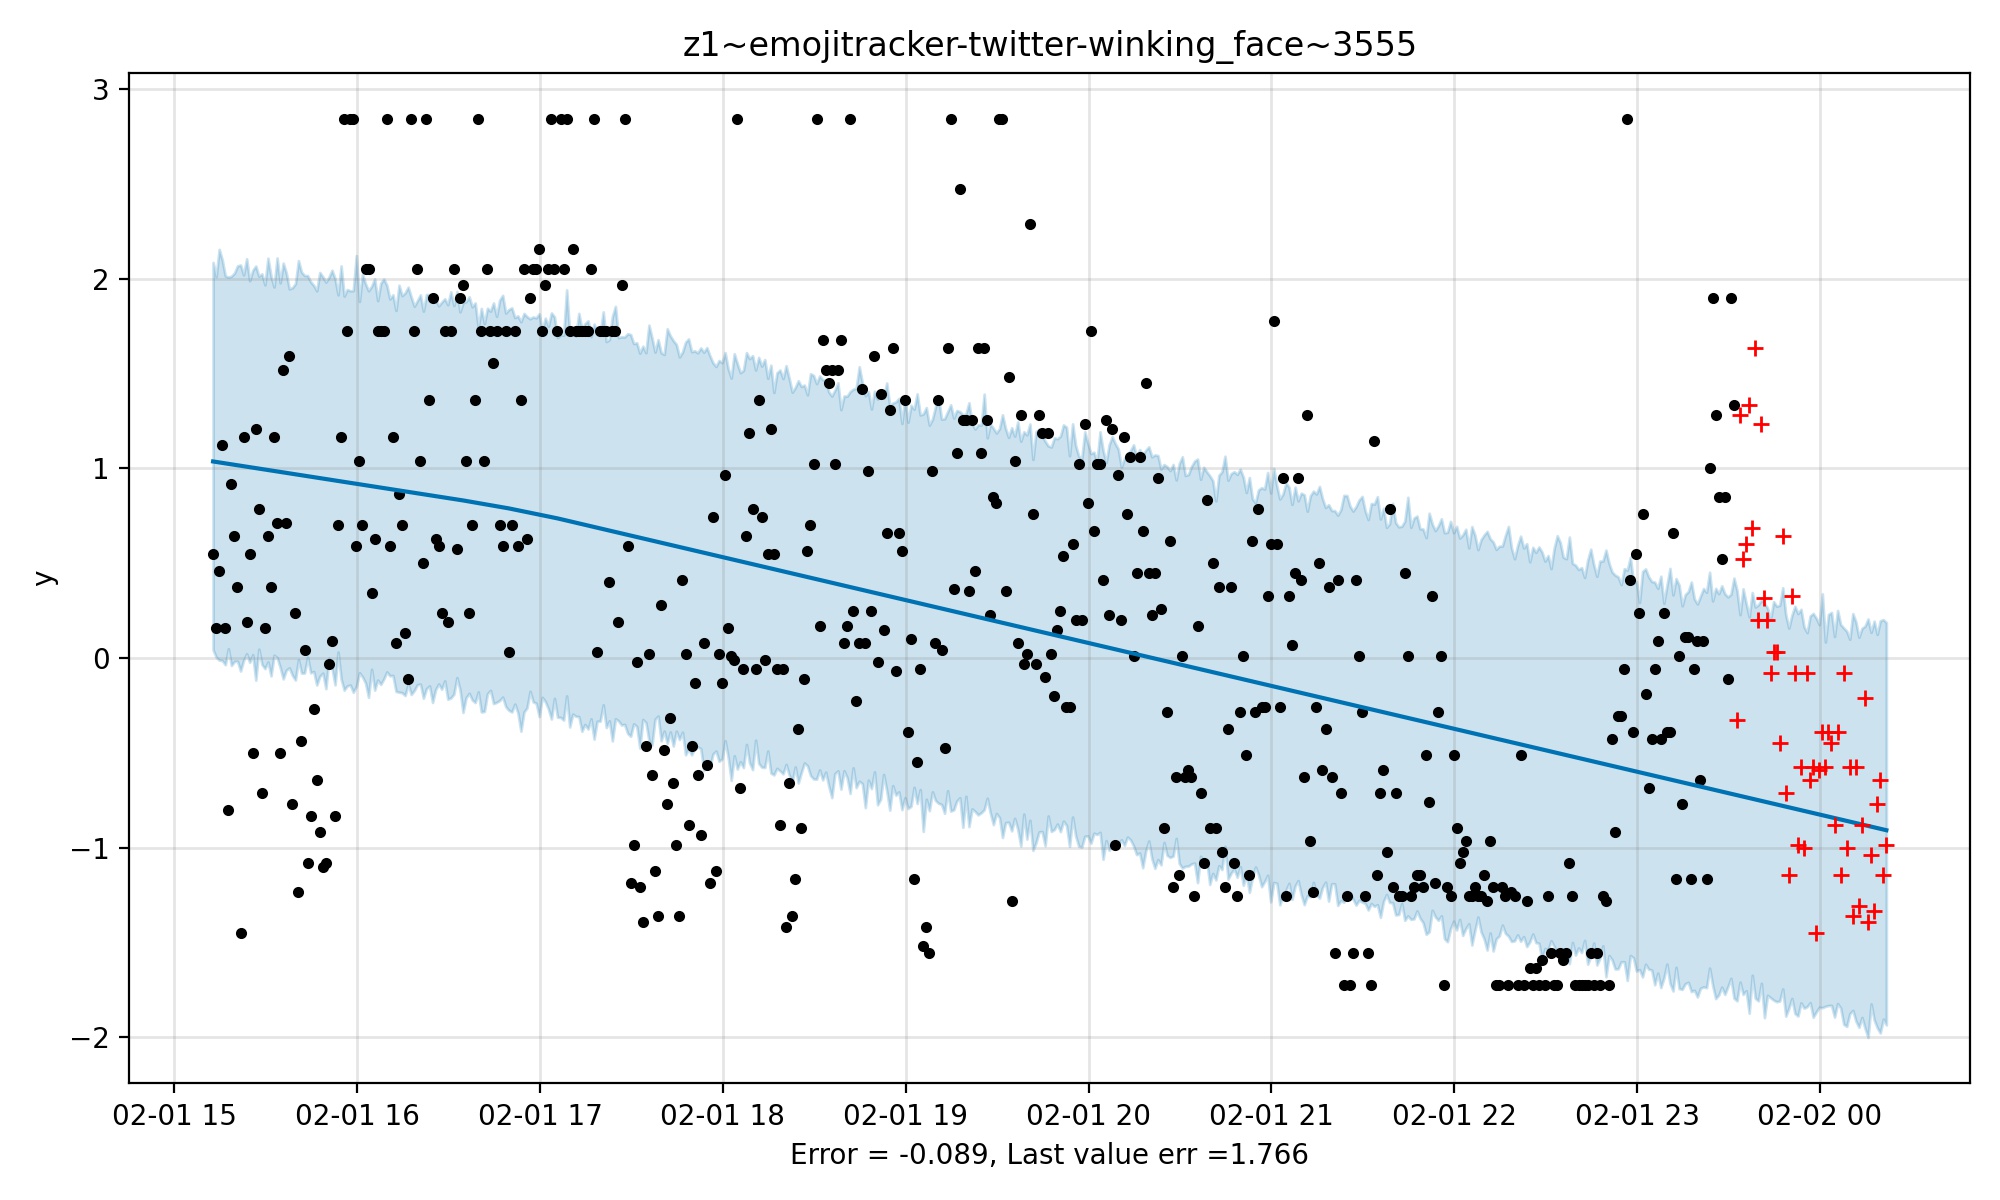 z1~emojitracker-twitter-winking_face~3555
3
2
1
0
−1
−2
y
02-01 15 02-01 16 02-01 17 02-01 18 02-01 19 02-01 20 02-01 21 02-01 22 02-01 23 02-02 00
Error = -0.089, Last value err =1.766